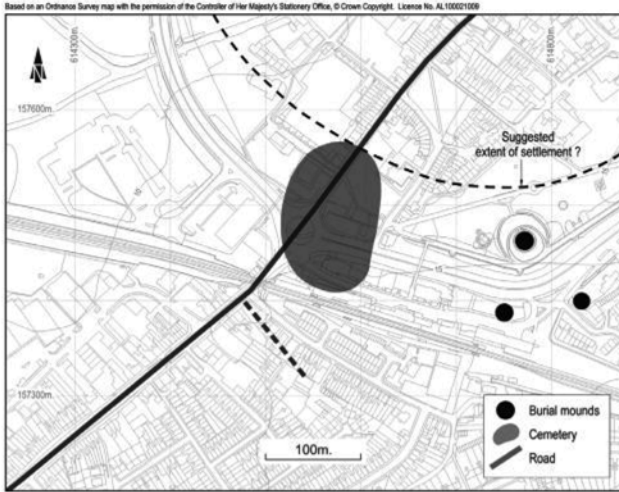 Based on an Ordnance Survey map with the permission of the Controller of Her Majesty's Stationery Office, © Crown Copyright. Licence No. AL100021009
614300m.
614800m.
N
157600m.
Suggested
extent of settlement ?
15
157300m.
100m.
Burial mounds
Cemetery
Road